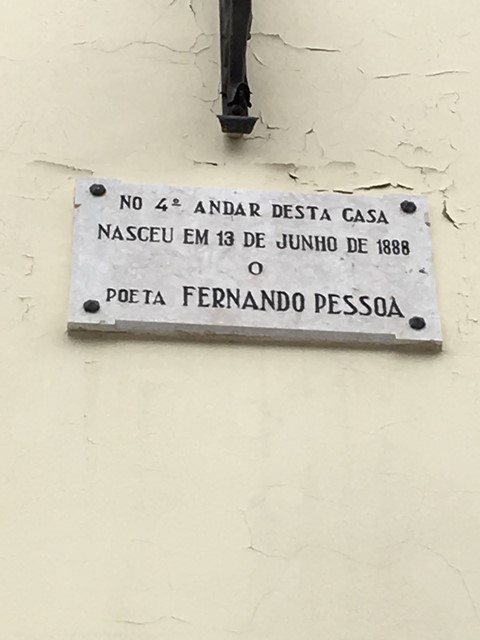 NO 4º ANDAR DESTA CASA
NASCEU EM 13 DE JUNHO DE 1888
O
POETA FERNANDO PESSOA